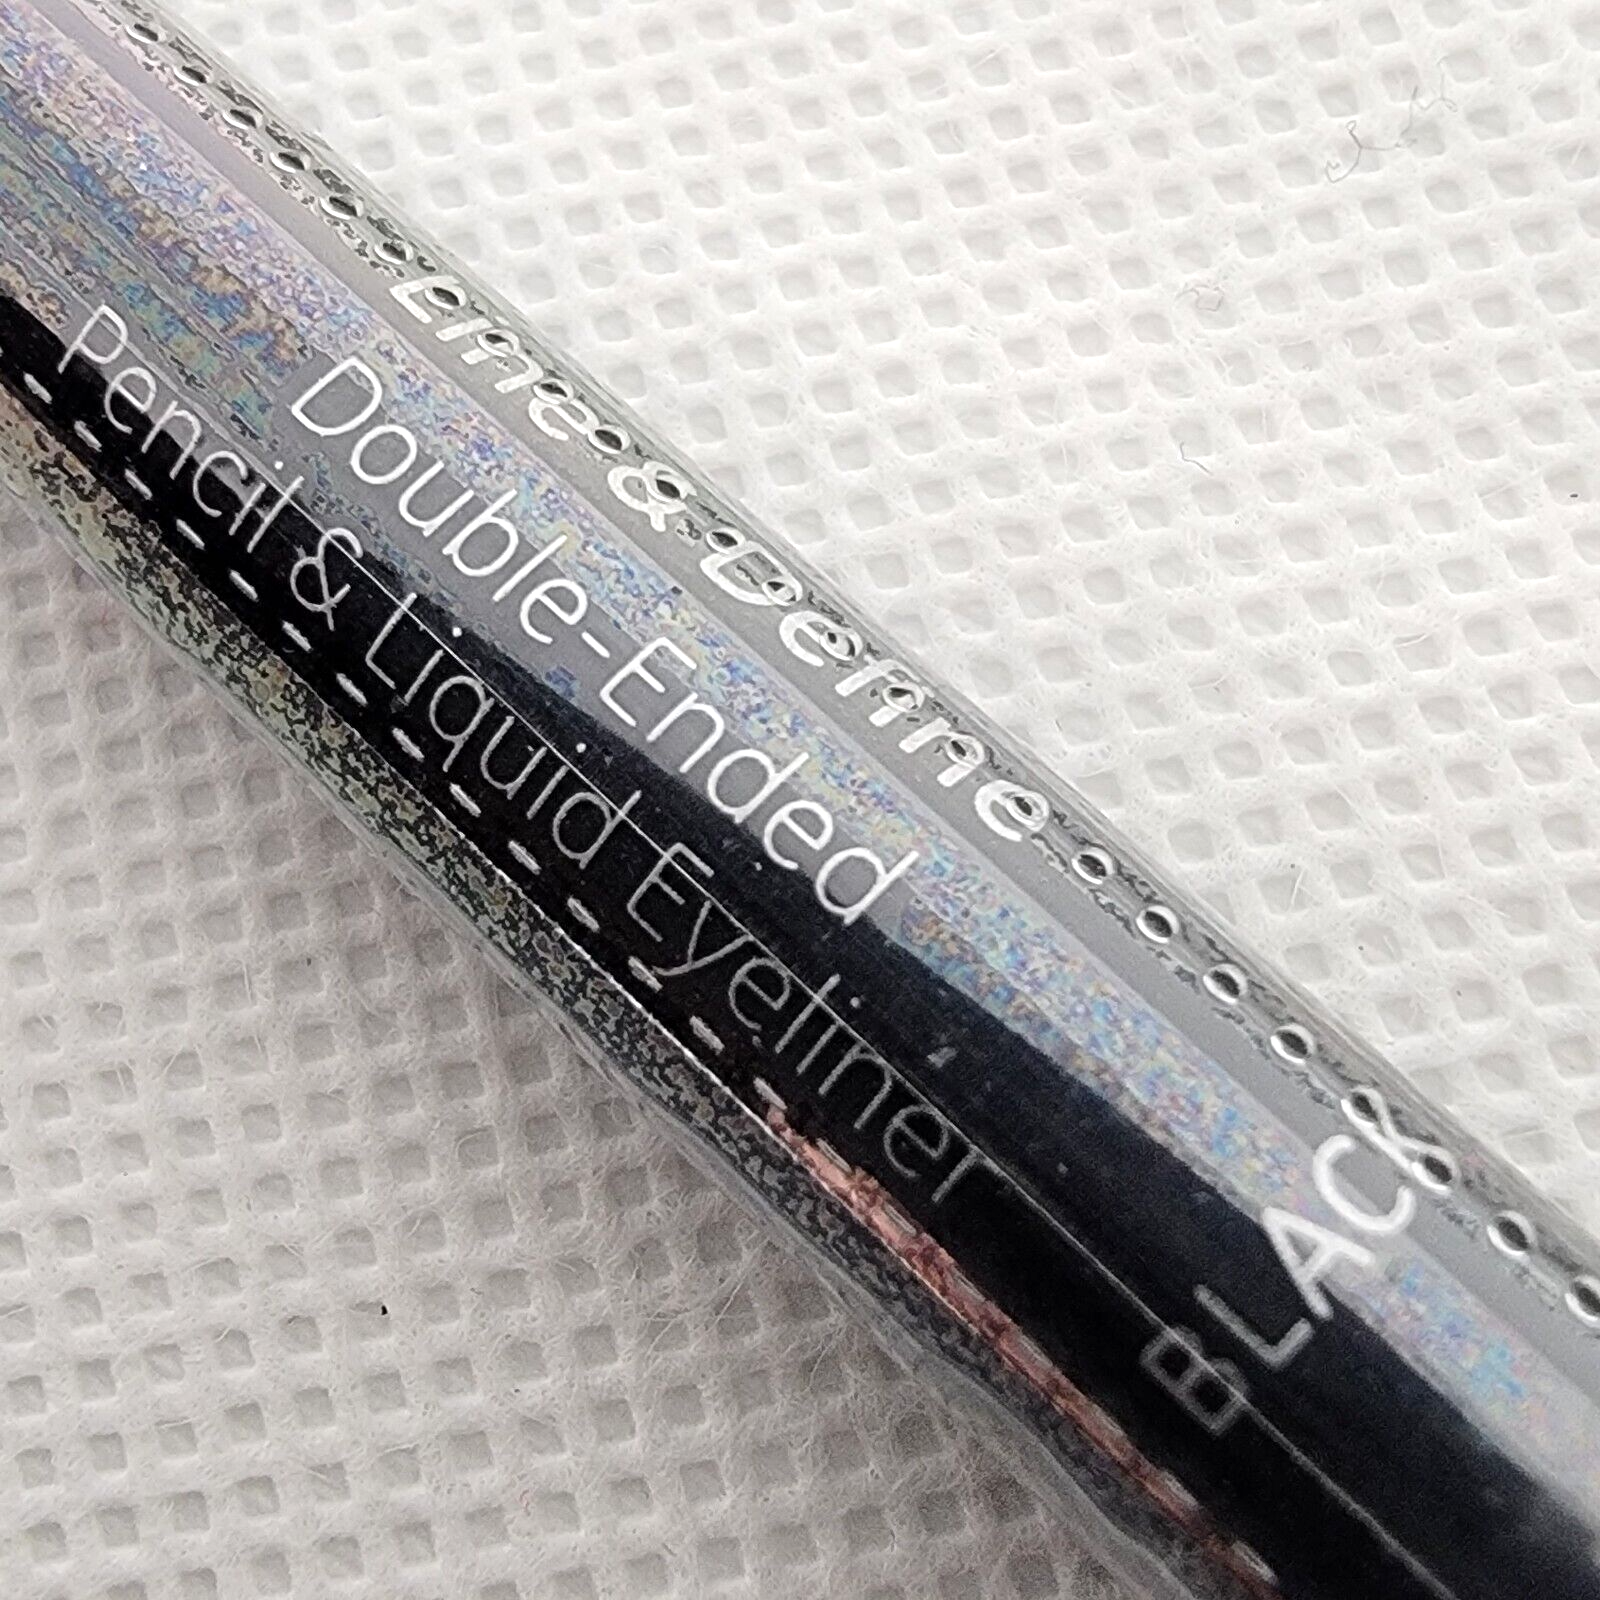 Line & Define
Double-Ended
Pencil & Liquid Eyeliner
BLACK